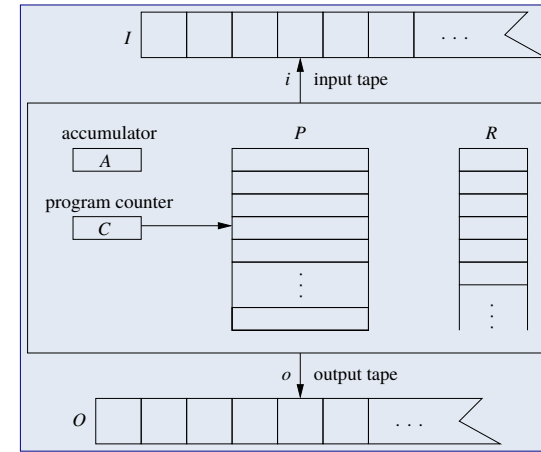 I . . .
i input tape
accumulator P R
A
program counter
C
. . . . . .
o output tape
O . . .